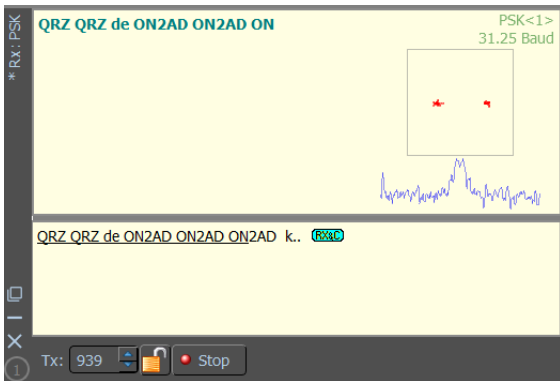 * Rx: PSK
QRZ QRZ de ON2AD ON2AD ON
PSK<1>
31.25 Baud
QRZ QRZ de ON2AD ON2AD ON2AD  k.. RX&C
1
Tx: 939 Stop